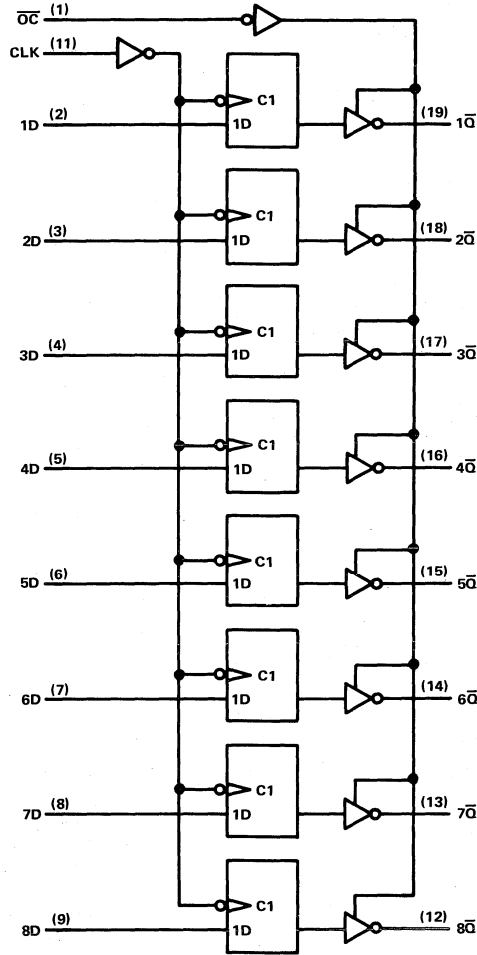 O̅C̅ (1)
CLK (11)
C1
1D (2) 1D (19) 1Q̅
C1
2D (3) 1D (18) 2Q̅
C1
3D (4) 1D (17) 3Q̅
C1
4D (5) 1D (16) 4Q̅
C1
5D (6) 1D (15) 5Q̅
C1
6D (7) 1D (14) 6Q̅
C1
7D (8) 1D (13) 7Q̅
C1
8D (9) 1D (12) 8Q̅